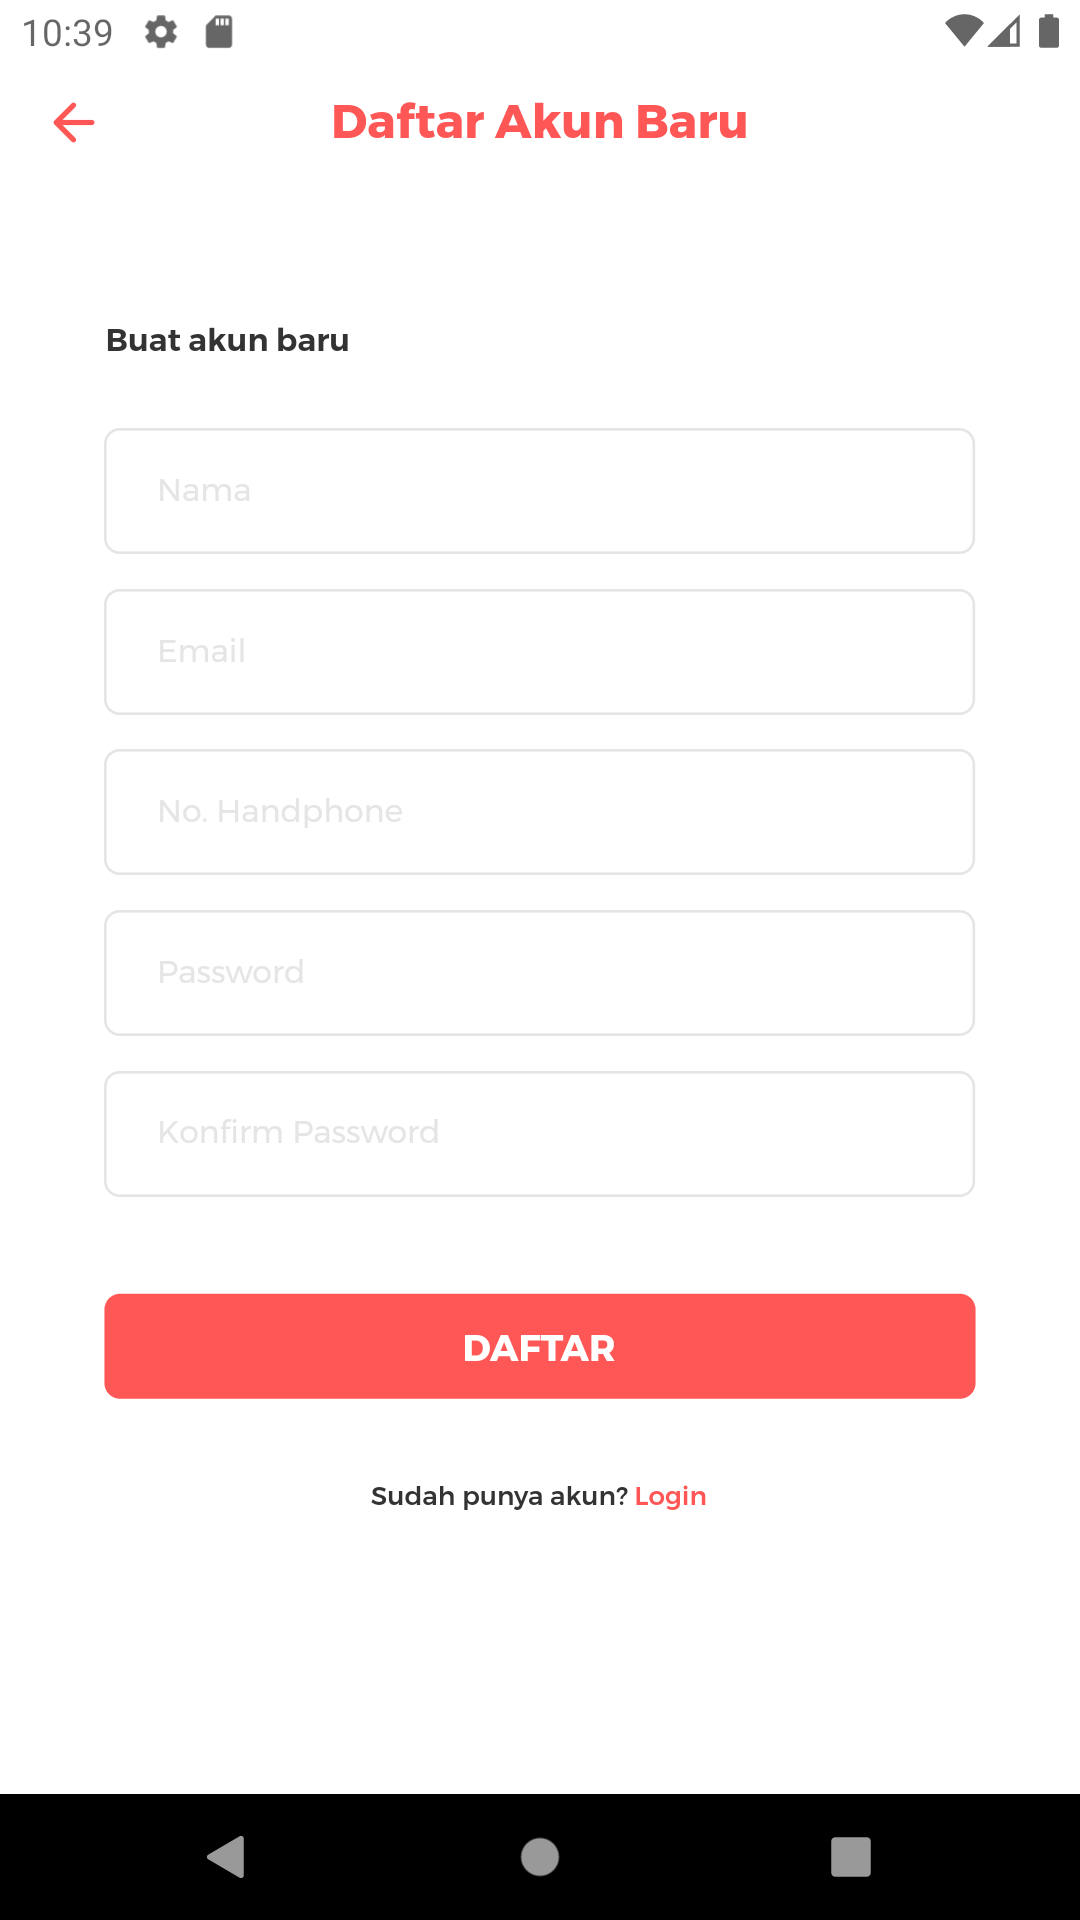 10:39
Daftar Akun Baru
Buat akun baru
Nama
Email
No. Handphone
Password
Konfirm Password
DAFTAR
Sudah punya akun? Login